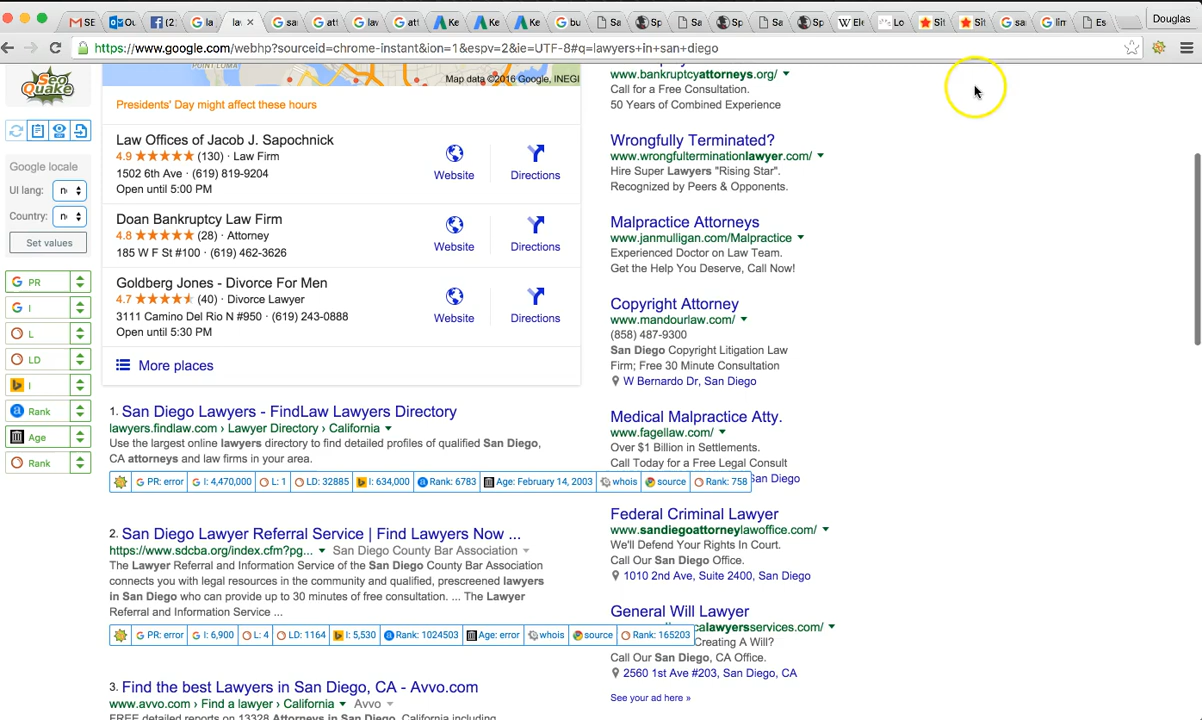 SE
Ou
(2
la
la
sa
att
la
att
Ke
Ke
Ke
bu
Sa
Sp
Sa
Sp
Sa
Sp
Ele
Lo
Sit
Sit
sa
lin
Es
Douglas
https://www.google.com/webhp?sourceid=chrome-instant&ion=1&espv=2&ie=UTF-8#q=lawyers+in+san+diego
Seo
Quake
Google locale
UI lang: n
Country: n
Set values
PR
I
L
LD
I
Rank
Age
Rank
POINT LOMA
Map data ©2016 Google, INEGI
Presidents' Day might affect these hours
Law Offices of Jacob J. Sapochnick
4.9 ★★★★★ (130) · Law Firm
1502 6th Ave · (619) 819-9204
Open until 5:00 PM
Website
Directions
Doan Bankruptcy Law Firm
4.8 ★★★★★ (28) · Attorney
185 W F St #100 · (619) 462-3626
Website
Directions
Goldberg Jones - Divorce For Men
4.7 ★★★★★ (40) · Divorce Lawyer
3111 Camino Del Rio N #950 · (619) 243-0888
Open until 5:30 PM
Website
Directions
More places
1. San Diego Lawyers - FindLaw Lawyers Directory
lawyers.findlaw.com › Lawyer Directory › California
Use the largest online lawyers directory to find detailed profiles of qualified San Diego,
CA attorneys and law firms in your area.
PR: error I: 4,470,000 L: 1 LD: 32885 I: 634,000 Rank: 6783 Age: February 14, 2003 whois source Rank: 758
2. San Diego Lawyer Referral Service | Find Lawyers Now ...
https://www.sdcba.org/index.cfm?pg... San Diego County Bar Association
The Lawyer Referral and Information Service of the San Diego County Bar Association
connects you with legal resources in the community and qualified, prescreened lawyers
in San Diego who can provide up to 30 minutes of free consultation. ... The Lawyer
Referral and Information Service ...
PR: error I: 6,900 L: 4 LD: 1164 I: 5,530 Rank: 1024503 Age: error whois source Rank: 165203
3. Find the best Lawyers in San Diego, CA - Avvo.com
www.avvo.com › Find a lawyer › California Avvo
FREE detailed reports on 13328 Attorneys in San Diego, California including
www.bankruptcyattorneys.org/
Call for a Free Consultation.
50 Years of Combined Experience
Wrongfully Terminated?
www.wrongfulterminationlawyer.com/
Hire Super Lawyers "Rising Star".
Recognized by Peers & Opponents.
Malpractice Attorneys
www.janmulligan.com/Malpractice
Experienced Doctor on Law Team.
Get the Help You Deserve, Call Now!
Copyright Attorney
www.mandourlaw.com/
(858) 487-9300
San Diego Copyright Litigation Law
Firm; Free 30 Minute Consultation
W Bernardo Dr, San Diego
Medical Malpractice Atty.
www.fagellaw.com/
Over $1 Billion in Settlements.
Call Today for a Free Legal Consult
San Diego
Federal Criminal Lawyer
www.sandiegoattorneylawoffice.com/
We'll Defend Your Rights In Court.
Call Our San Diego Office.
1010 2nd Ave, Suite 2400, San Diego
General Will Lawyer
calawyersservices.com/
Creating A Will?
Call Our San Diego, CA Office.
2560 1st Ave #203, San Diego, CA
See your ad here »